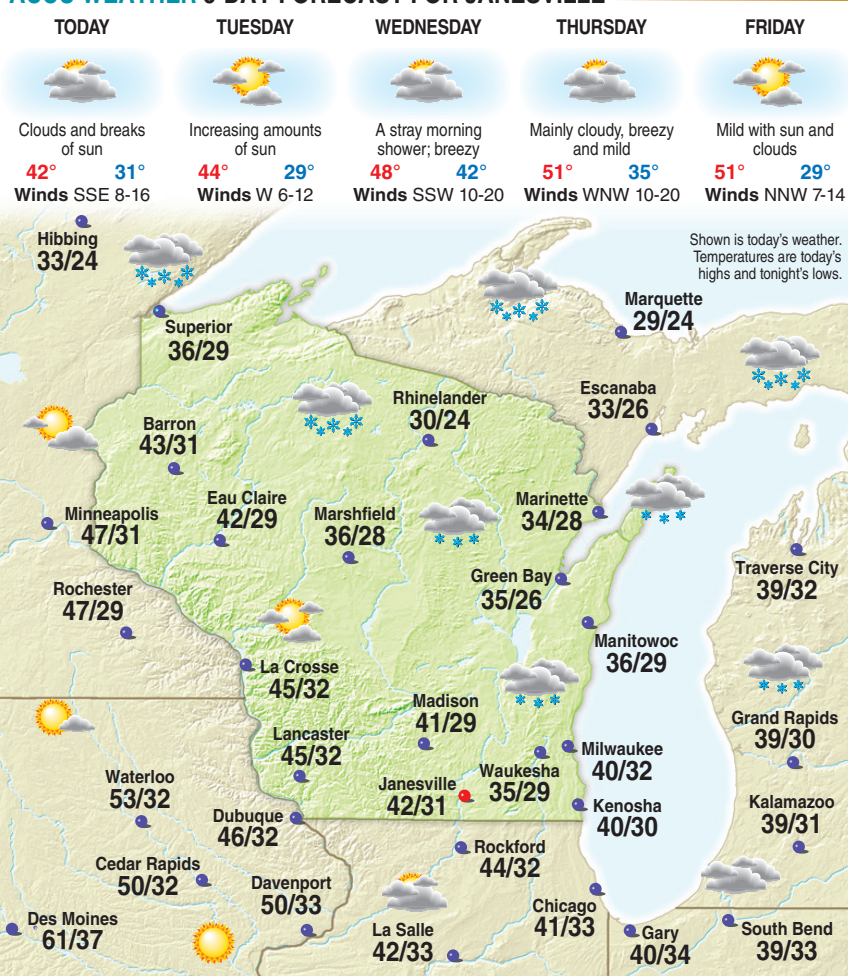 ACCU WEATHER 5-DAY FORECAST FOR JANESVILLE
TODAY
Clouds and breaks
of sun
42° 31°
Winds SSE 8-16
TUESDAY
Increasing amounts
of sun
44° 29°
Winds W 6-12
WEDNESDAY
A stray morning
shower; breezy
48° 42°
Winds SSW 10-20
THURSDAY
Mainly cloudy, breezy
and mild
51° 35°
Winds WNW 10-20
FRIDAY
Mild with sun and
clouds
51° 29°
Winds NNW 7-14
Shown is today's weather.
Temperatures are today's
highs and tonight's lows.
Hibbing
33/24
Superior
36/29
Marquette
29/24
Escanaba
33/26
Rhinelander
30/24
Barron
43/31
Minneapolis
47/31
Eau Claire
42/29
Marshfield
36/28
Marinette
34/28
Green Bay
35/26
Traverse City
39/32
Rochester
47/29
Manitowoc
36/29
La Crosse
45/32
Madison
41/29
Grand Rapids
39/30
Lancaster
45/32
Milwaukee
40/32
Waukesha
35/29
Janesville
42/31
Waterloo
53/32
Dubuque
46/32
Kenosha
40/30
Kalamazoo
39/31
Rockford
44/32
Cedar Rapids
50/32
Davenport
50/33
Chicago
41/33
Des Moines
61/37
La Salle
42/33
Gary
40/34
South Bend
39/33